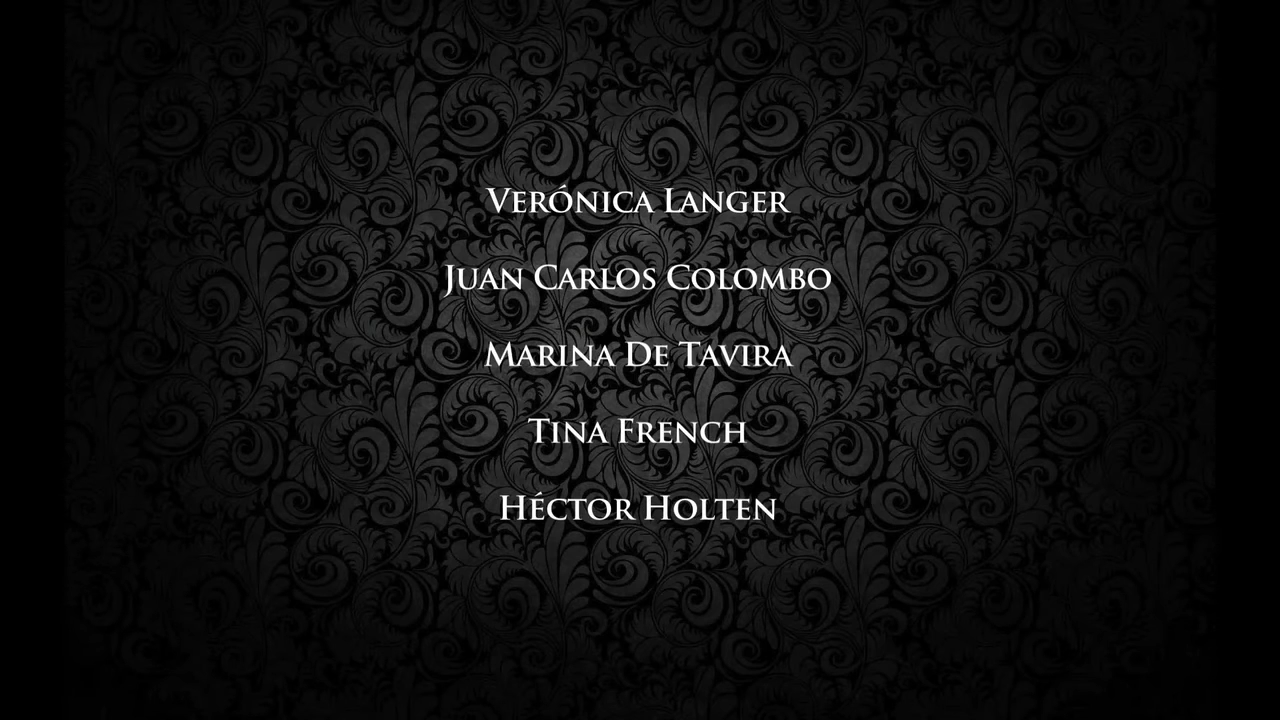 Verónica Langer
Juan Carlos Colombo
Marina De Tavira
Tina French
Héctor Holten